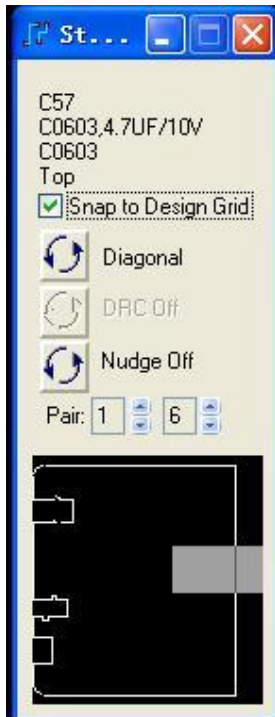 St...
C57
C0603,4.7UF/10V
C0603
Top
Snap to Design Grid
Diagonal
DRC Off
Nudge Off
Pair: 1 6